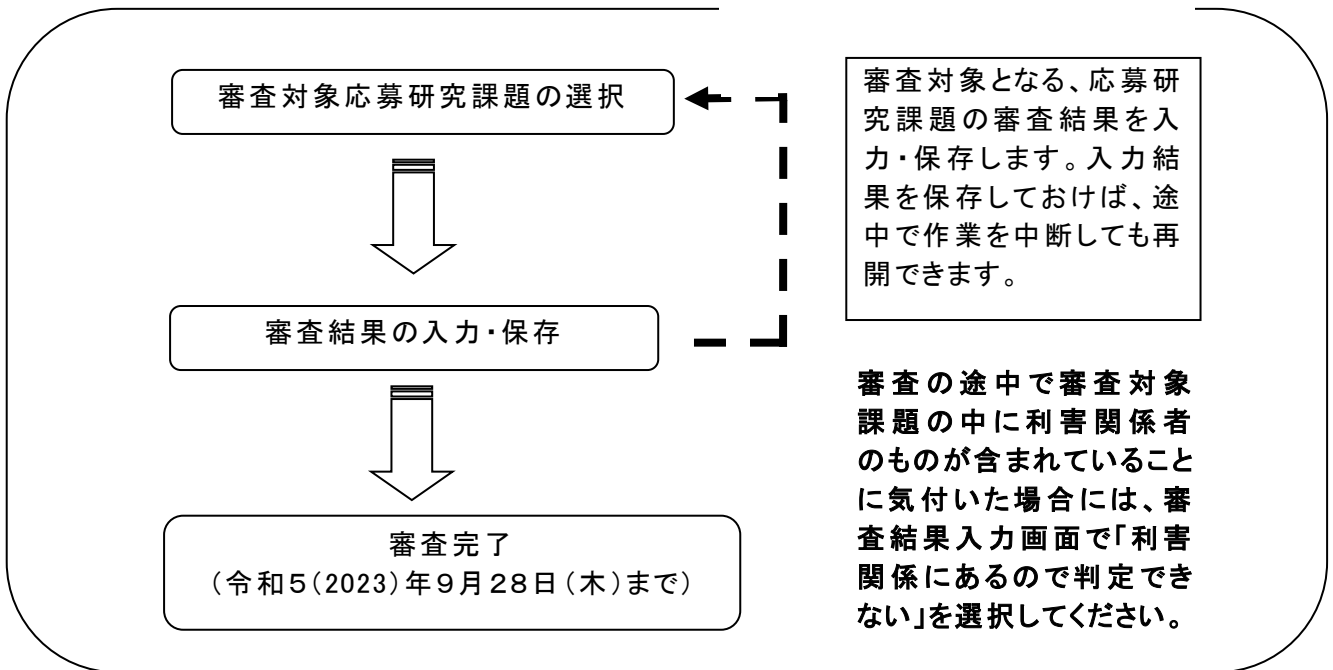 審査対象応募研究課題の選択
審査結果の入力・保存
審査完了
（令和５(2023)年９月２８日（木）まで）
審査対象となる、応募研
究課題の審査結果を入
力・保存します。入力結
果を保存しておけば、途
中で作業を中断しても再
開できます。
審査の途中で審査対象
課題の中に利害関係者
のものが含まれていること
に気付いた場合には、審
査結果入力画面で「利害
関係にあるので判定でき
ない」を選択してください。